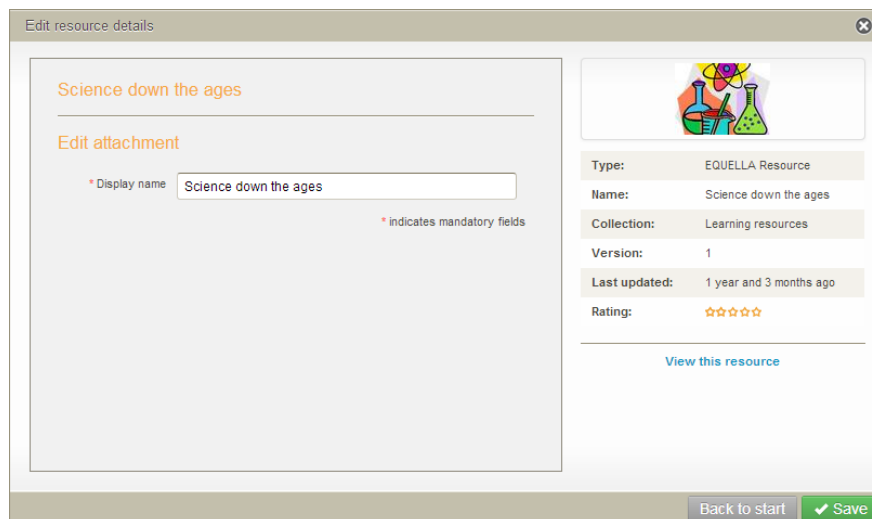 Edit resource details
Science down the ages
Edit attachment
* Display name Science down the ages
* indicates mandatory fields
Type: EQUELLA Resource
Name: Science down the ages
Collection: Learning resources
Version: 1
Last updated: 1 year and 3 months ago
Rating:
View this resource
Back to start Save